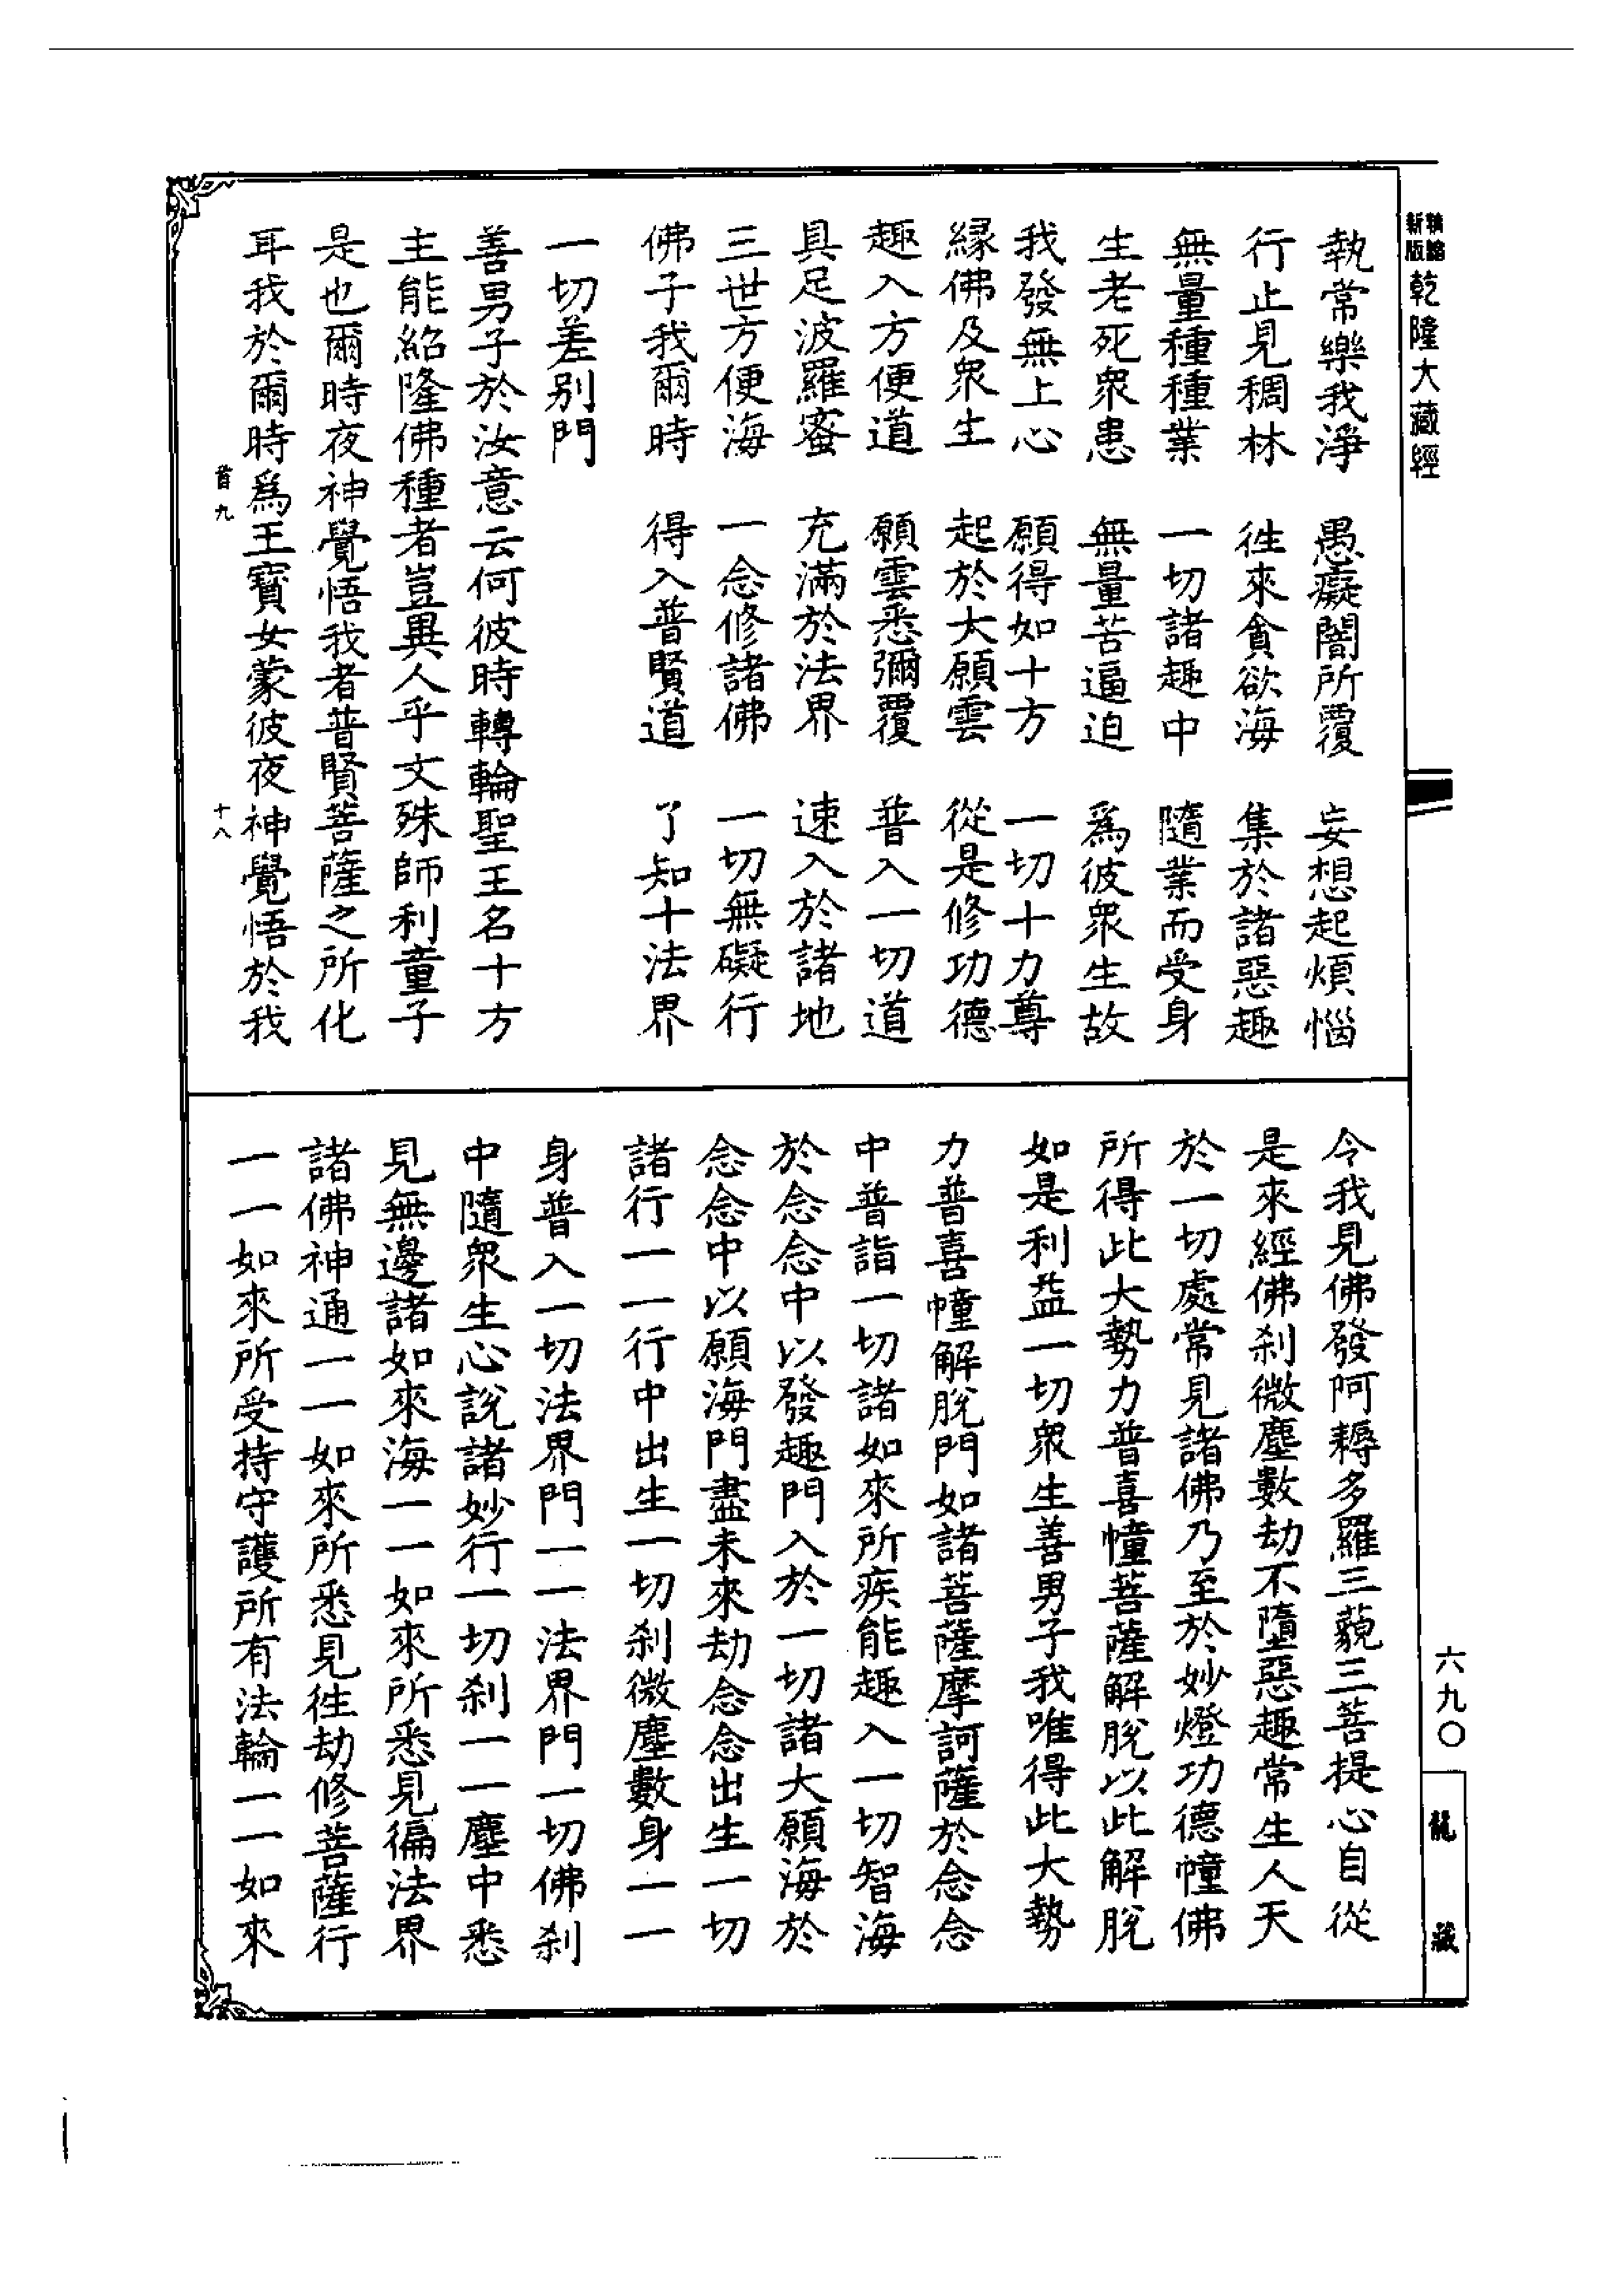 新版精縮乾隆大藏經
執常樂我淨　愚癡闇所覆　妄想起煩惱
行止見稠林　往來貪欲海　集於諸惡趣
無量種種業　一切諸趣中　隨業而受身
生老死眾患　無量苦逼迫　為彼眾生故
我發無上心　願得如十方　一切十力尊
緣佛及眾生　起於大願雲　從是修功德
趣入方便道　願雲悉彌覆　普入一切道
具足波羅蜜　充滿於法界　速入於諸地
三世方便海　一念修諸佛　一切無礙行
佛子我爾時　得入普賢道　了知十法界
一切差別門
善男子於汝意云何彼時轉輪聖王名十方
主能紹隆佛種者豈異人乎文殊師利童子
是也爾時夜神覺悟我者普賢菩薩之所化
耳我於爾時為王寶女蒙彼夜神覺悟於我
首九　十八
今我見佛發阿耨多羅三藐三菩提心自從
是來經佛剎微塵數劫不墮惡趣常生人天
於一切處常見諸佛乃至於妙燈功德幢佛
所得此大勢力普喜幢菩薩解脫以此解脫
如是利益一切眾生善男子我唯得此大勢
力普喜幢解脫門如諸菩薩摩訶薩於念念
中普詣一切諸如來所疾能趣入一切智海
於念念中以發趣門入於一切諸大願海於
念念中以願海門盡未來劫念念出生一切
諸行一一行中出生一切剎微塵數身一一
身普入一切法界門一一法界門一切佛剎
中隨眾生心說諸妙行一切剎一一塵中悉
見無邊諸如來海一一如來所悉見徧法界
諸佛神通一一如來所悉見往劫修菩薩行
一一如來所受持守護所有法輪一一如來
六九〇
龍藏